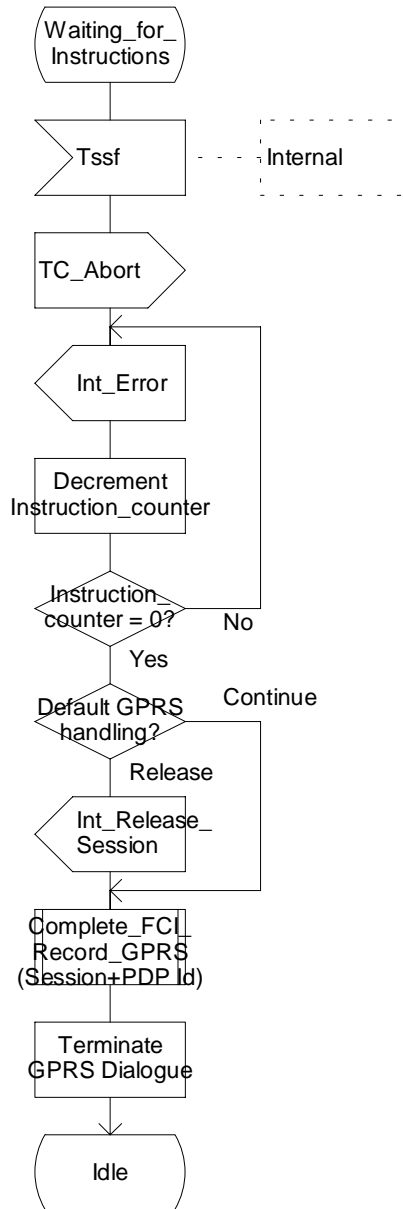 Waiting_for_
Instructions
Tssf
Internal
TC_Abort
Int_Error
Decrement
Instruction_counter
Instruction_
counter = 0?
No
Yes
Default GPRS
handling?
Continue
Release
Int_Release_
Session
Complete_FCI_
Record_GPRS
(Session+PDP Id)
Terminate
GPRS Dialogue
Idle